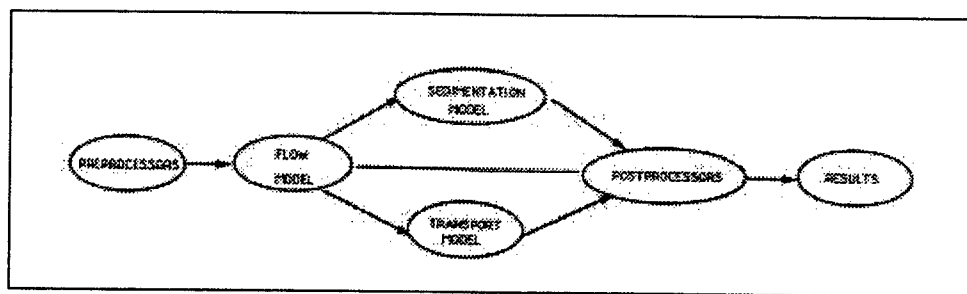 SEDIMENTATION
MODEL
PREPROCESSORS
FLOW
MODEL
POSTPROCESSORS
RESULTS
TRANSPORT
MODEL